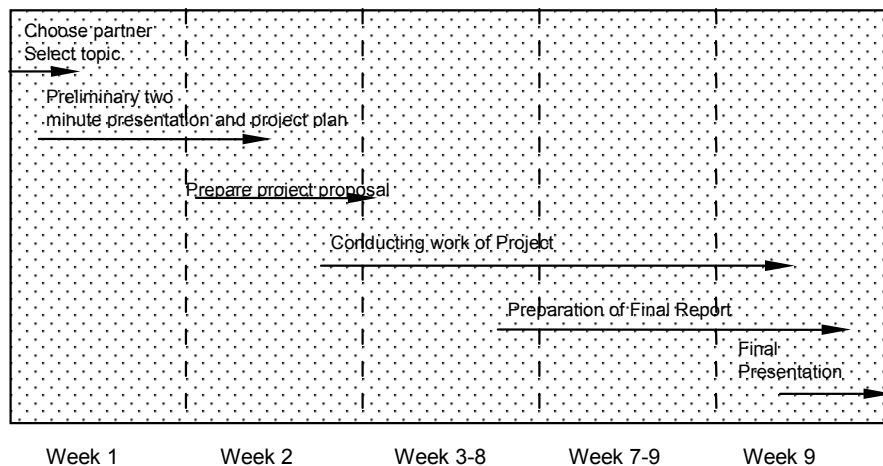 Choose partner
Select topic.
Preliminary two
minute presentation and project plan
Prepare project proposal
Conducting work of Project
Preparation of Final Report
Final
Presentation
Week 1 Week 2 Week 3-8 Week 7-9 Week 9